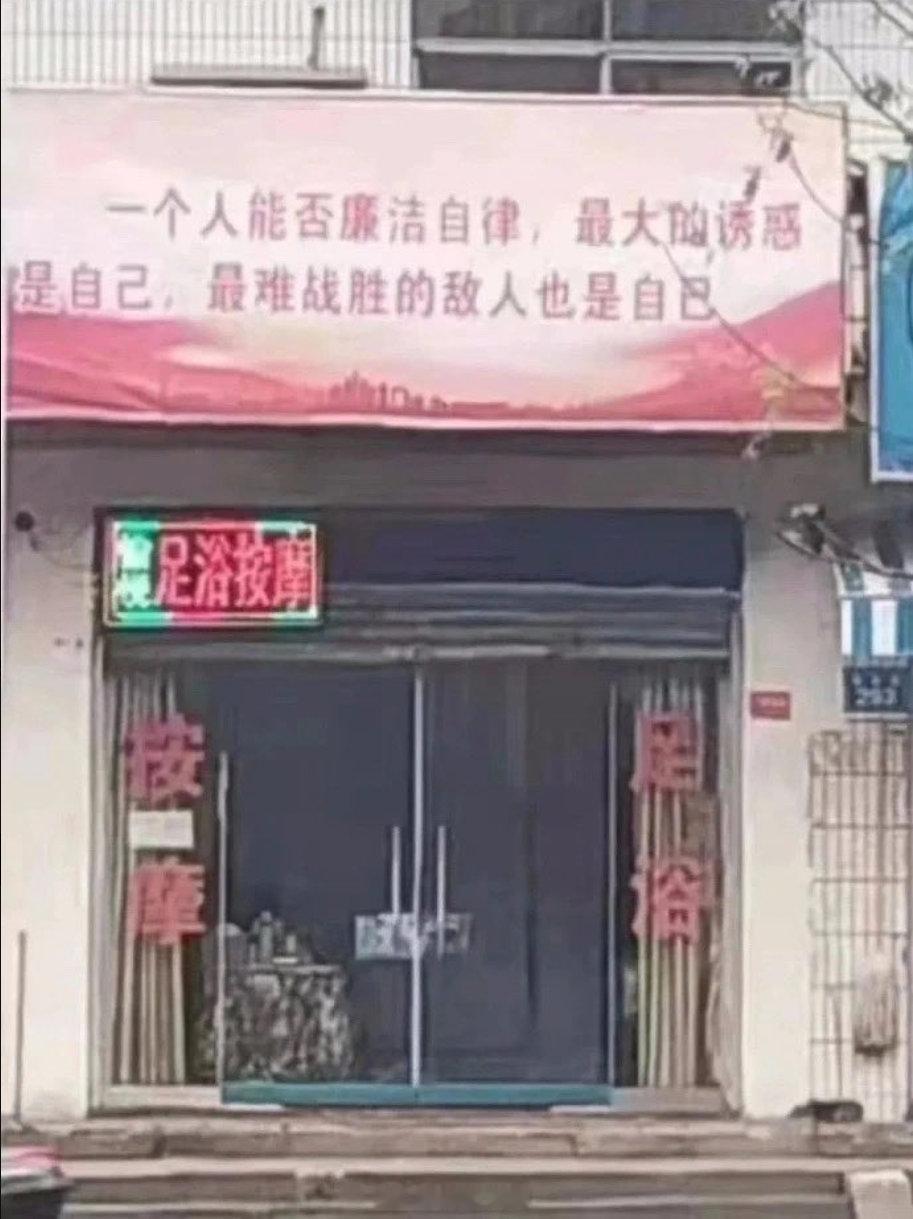 一个人能否廉洁自律，最大的诱惑
是自己，最难战胜的敌人也是自己
足浴按摩
按摩
足浴
293